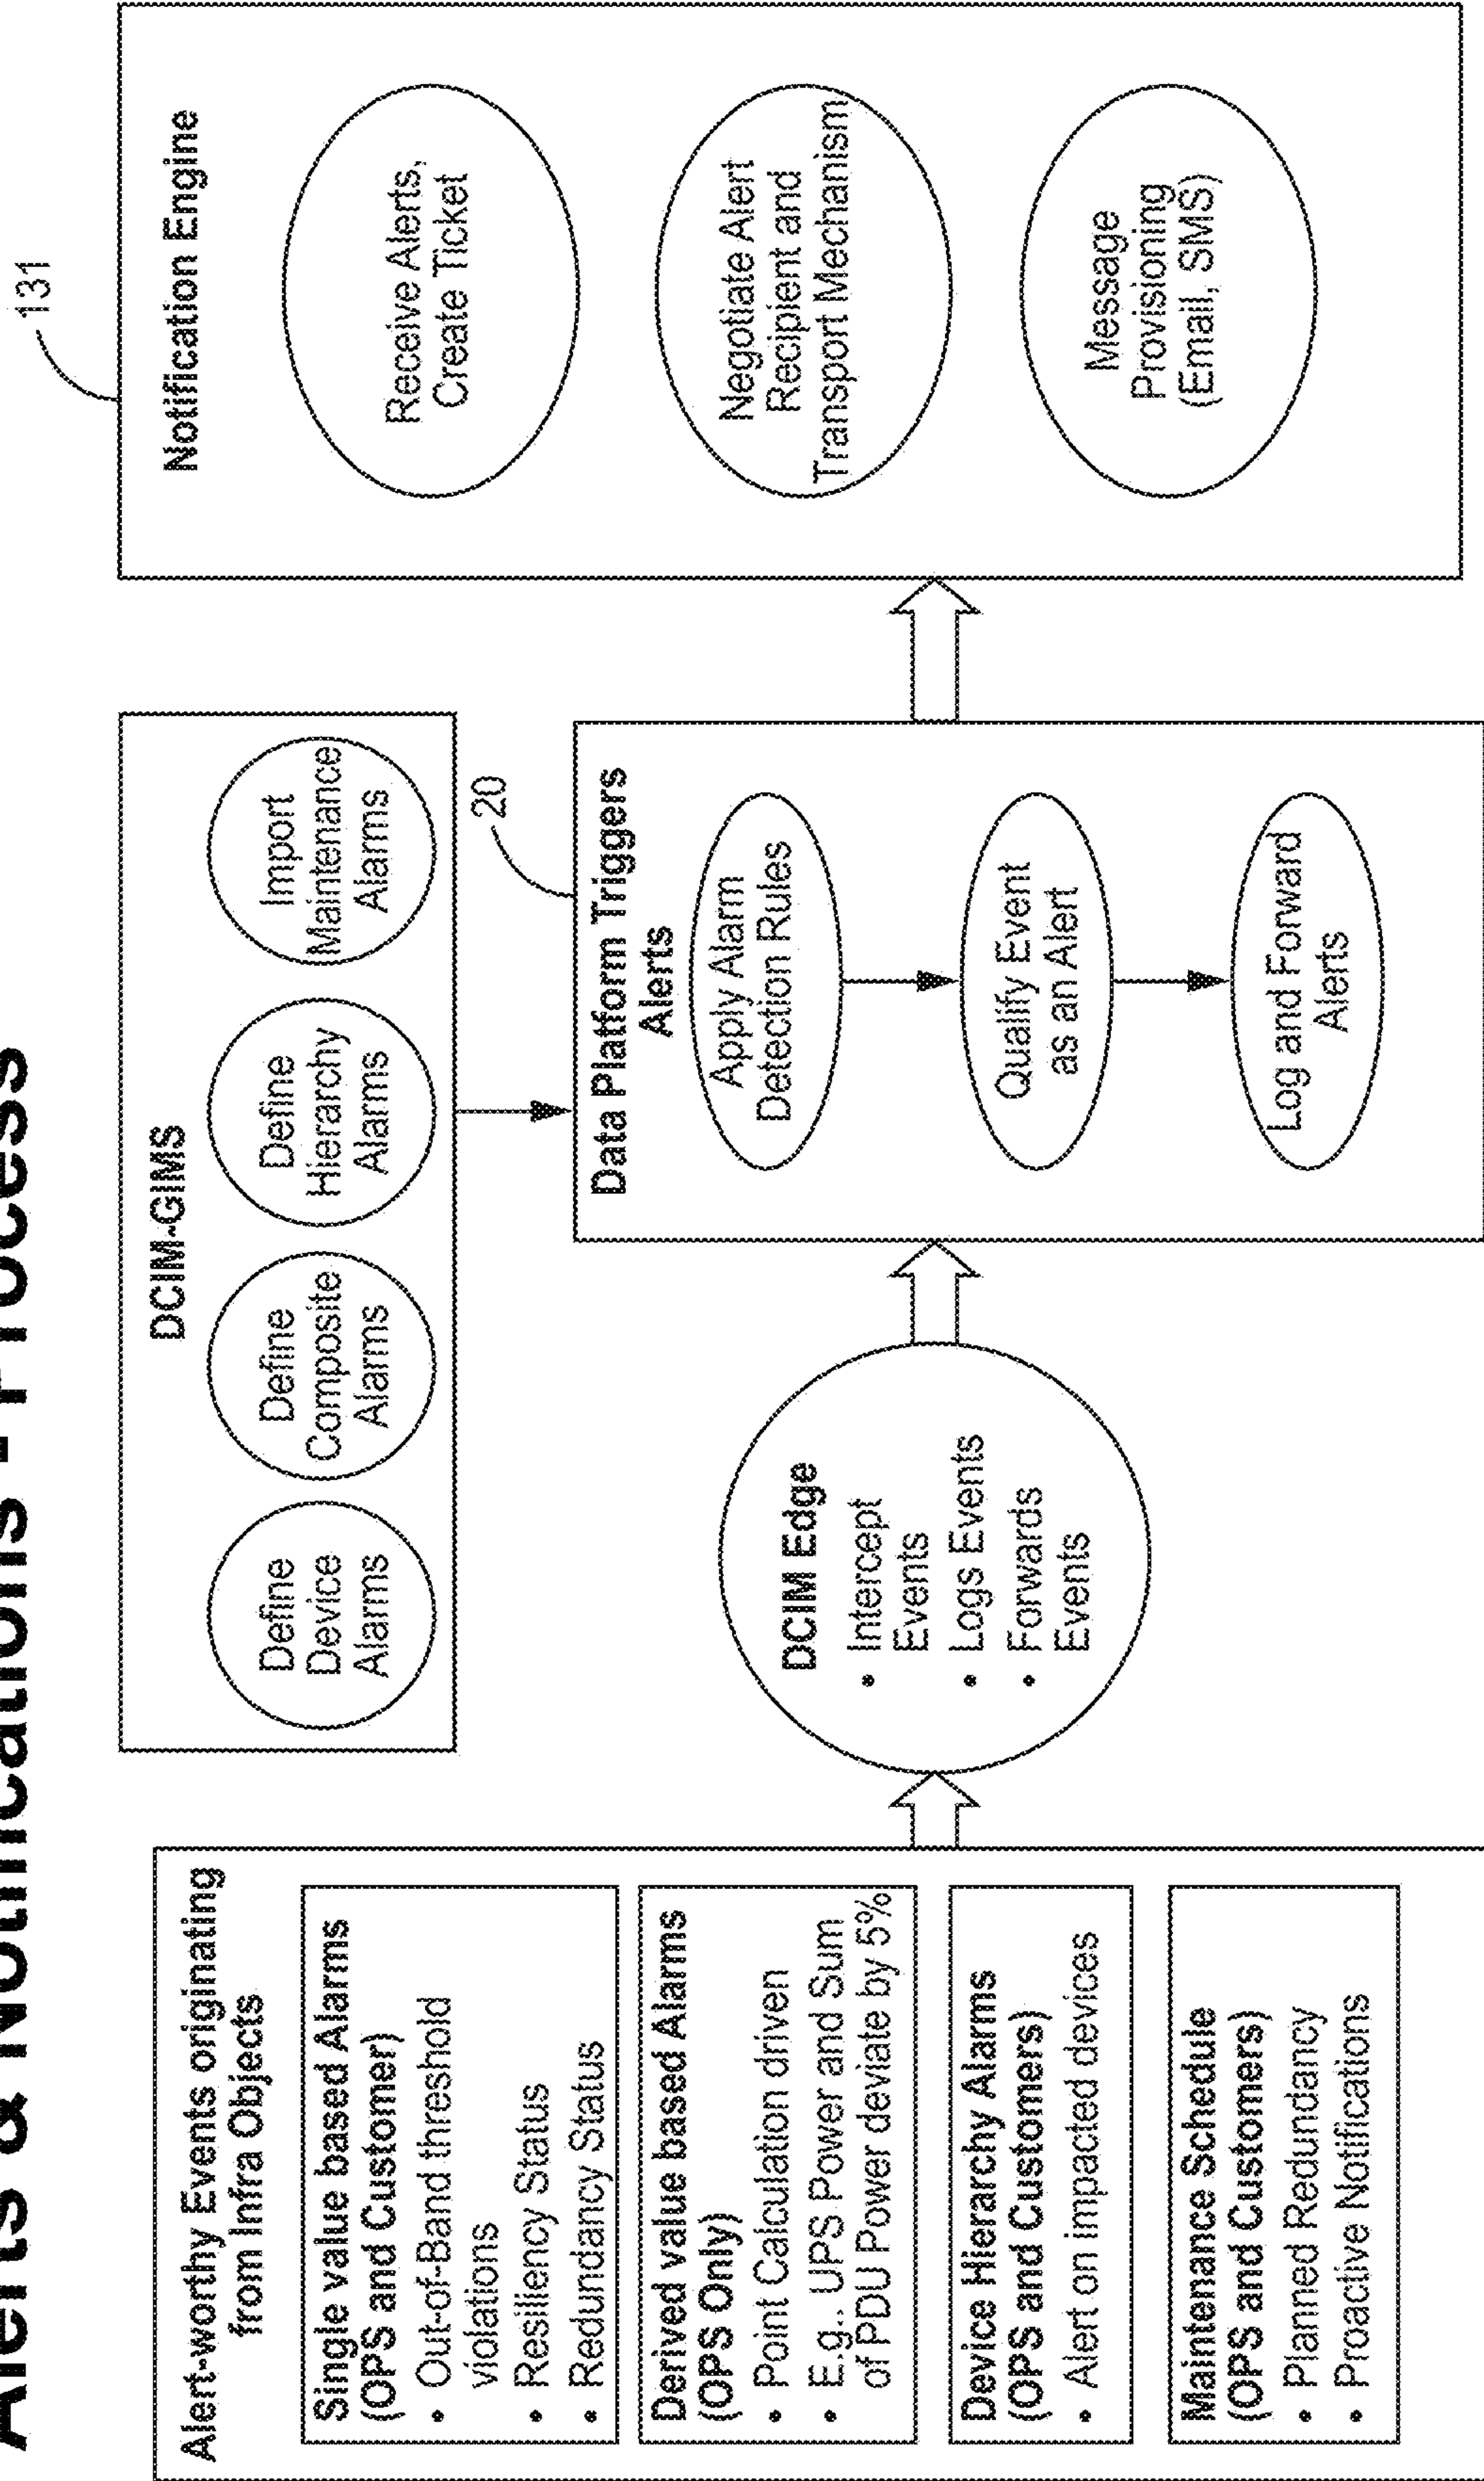 Alerts & Notifications - Process
Alert-worthy Events originating
from Infra Objects
Single value based Alarms
(OPS and Customer)
• Out-of-Band threshold
violations
• Resiliency Status
• Redundancy Status
Derived value based Alarms
(OPS Only)
• Point Calculation driven
• E.g.. UPS Power and Sum
of PDU Power deviate by 5%
Device Hierarchy Alarms
(OPS and Customers)
• Alert on impacted devices
Maintenance Schedule
(OPS and Customers)
• Planned Redundancy
• Proactive Notifications
DCIM-GIMS
Define
Device
Alarms
Define
Composite
Alarms
Define
Hierarchy
Alarms
Import
Maintenance
Alarms
DCIM Edge
• Intercept
Events
• Logs Events
• Forwards
Events
20
Data Platform Triggers
Alerts
Apply Alarm
Detection Rules
Qualify Event
as an Alert
Log and Forward
Alerts
131
Notification Engine
Receive Alerts,
Create Ticket
Negotiate Alert
Recipient and
Transport Mechanism
Message
Provisioning
(Email, SMS)